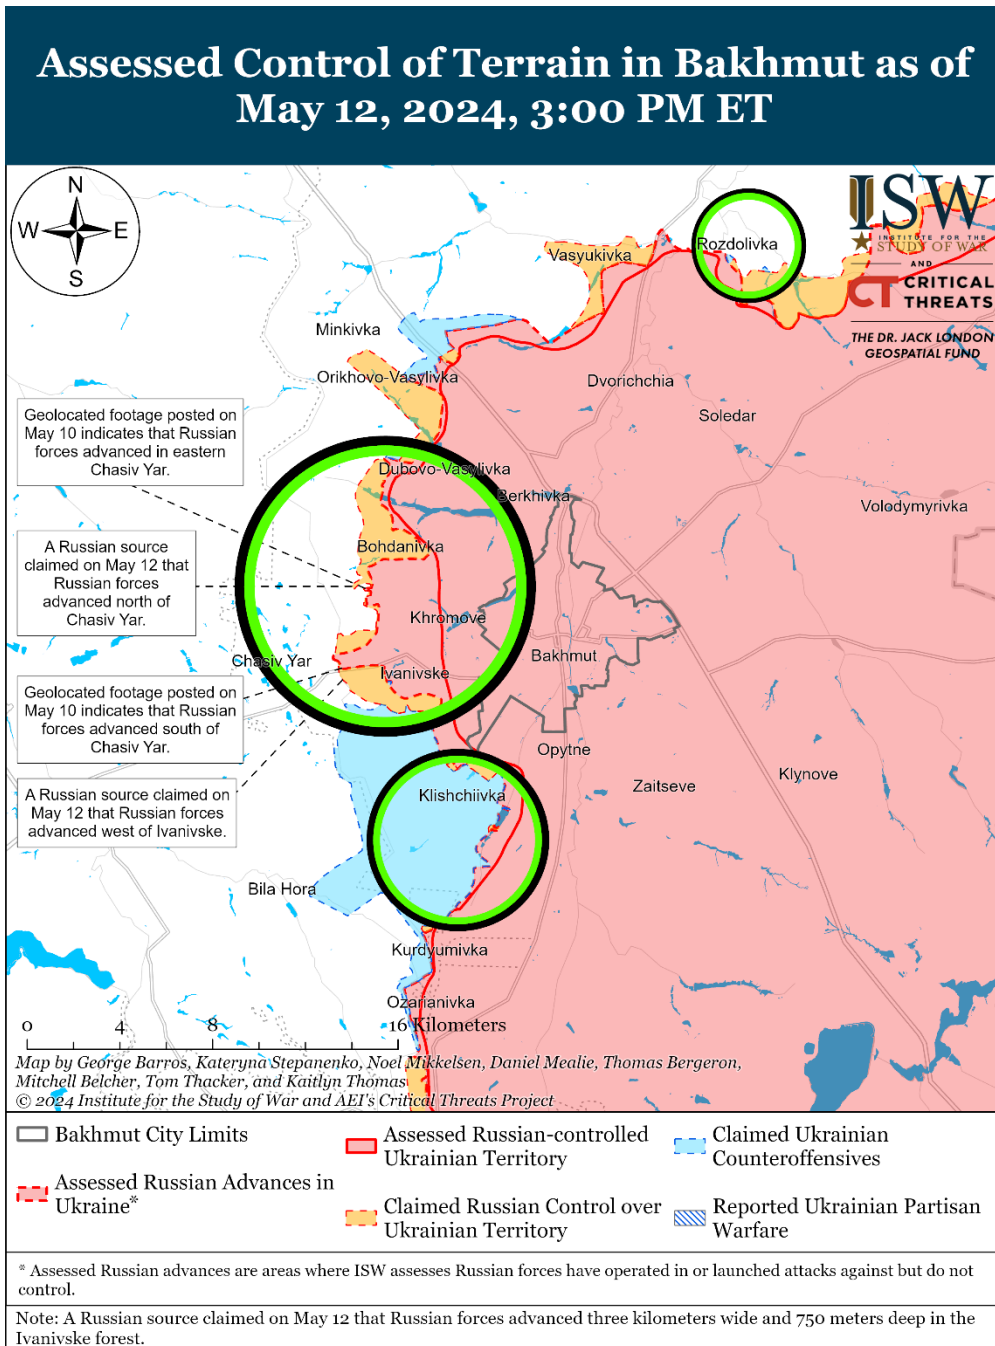 Assessed Control of Terrain in Bakhmut as of
May 12, 2024, 3:00 PM ET
N
W
E
S
ISW
INSTITUTE FOR THE
STUDY OF WAR
AND
CT CRITICAL
THREATS
THE DR. JACK LONDON
GEOSPATIAL FUND
Rozdolivka
Vasyukivka
Minkivka
Orikhovo-Vasylivka
Dvorichchia
Soledar
Geolocated footage posted on
May 10 indicates that Russian
forces advanced in eastern
Chasiv Yar.
Dubovo-Vasylivka
Berkhivka
Volodymyrivka
A Russian source
claimed on May 12 that
Russian forces
advanced north of
Chasiv Yar.
Bohdanivka
Khromove
Chasiv Yar
Ivanivske
Bakhmut
Geolocated footage posted on
May 10 indicates that Russian
forces advanced south of
Chasiv Yar.
Opytne
Klishchiivka
Zaitseve
Klynove
A Russian source claimed on
May 12 that Russian forces
advanced west of Ivanivske.
Bila Hora
Kurdyumivka
Ozarianivka
0 4 8 16 Kilometers
Map by George Barros, Kateryna Stepanenko, Noel Mikkelsen, Daniel Mealie, Thomas Bergeron,
Mitchell Belcher, Tom Thacker, and Kaitlyn Thomas
© 2024 Institute for the Study of War and AEI's Critical Threats Project
Bakhmut City Limits
Assessed Russian Advances in
Ukraine*
Assessed Russian-controlled
Ukrainian Territory
Claimed Russian Control over
Ukrainian Territory
Claimed Ukrainian
Counteroffensives
Reported Ukrainian Partisan
Warfare
* Assessed Russian advances are areas where ISW assesses Russian forces have operated in or launched attacks against but do not
control.
Note: A Russian source claimed on May 12 that Russian forces advanced three kilometers wide and 750 meters deep in the
Ivanivske forest.